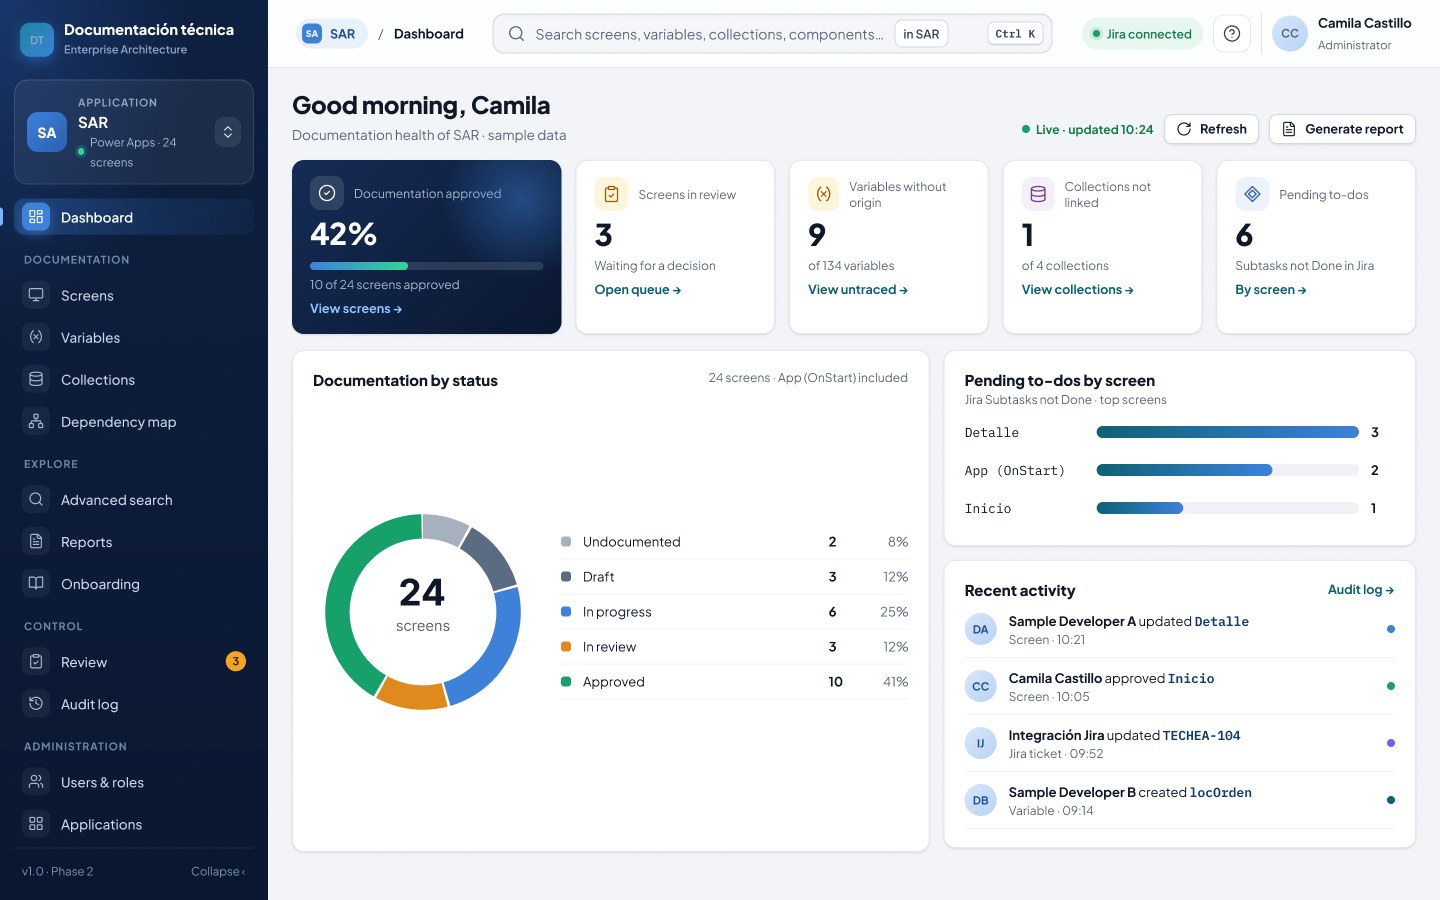 DT
Documentación técnica
Enterprise Architecture
APPLICATION
SA
SAR
Power Apps · 24
screens
Dashboard
DOCUMENTATION
Screens
Variables
Collections
Dependency map
EXPLORE
Advanced search
Reports
Onboarding
CONTROL
Review
3
Audit log
ADMINISTRATION
Users & roles
Applications
v1.0 · Phase 2
Collapse ‹
SA SAR / Dashboard
Search screens, variables, collections, components... in SAR Ctrl K
Jira connected
CC
Camila Castillo
Administrator
Good morning, Camila
Documentation health of SAR · sample data
Live · updated 10:24
Refresh
Generate report
Documentation approved
42%
10 of 24 screens approved
View screens →
Screens in review
3
Waiting for a decision
Open queue →
Variables without
origin
9
of 134 variables
View untraced →
Collections not
linked
1
of 4 collections
View collections →
Pending to-dos
6
Subtasks not Done in Jira
By screen →
Documentation by status
24 screens · App (OnStart) included
24
screens
Undocumented 2 8%
Draft 3 12%
In progress 6 25%
In review 3 12%
Approved 10 41%
Pending to-dos by screen
Jira Subtasks not Done · top screens
Detalle 3
App (OnStart) 2
Inicio 1
Recent activity
Audit log →
DA
Sample Developer A updated Detalle
Screen · 10:21
CC
Camila Castillo approved Inicio
Screen · 10:05
IJ
Integración Jira updated TECHEA-104
Jira ticket · 09:52
DB
Sample Developer B created locOrden
Variable · 09:14